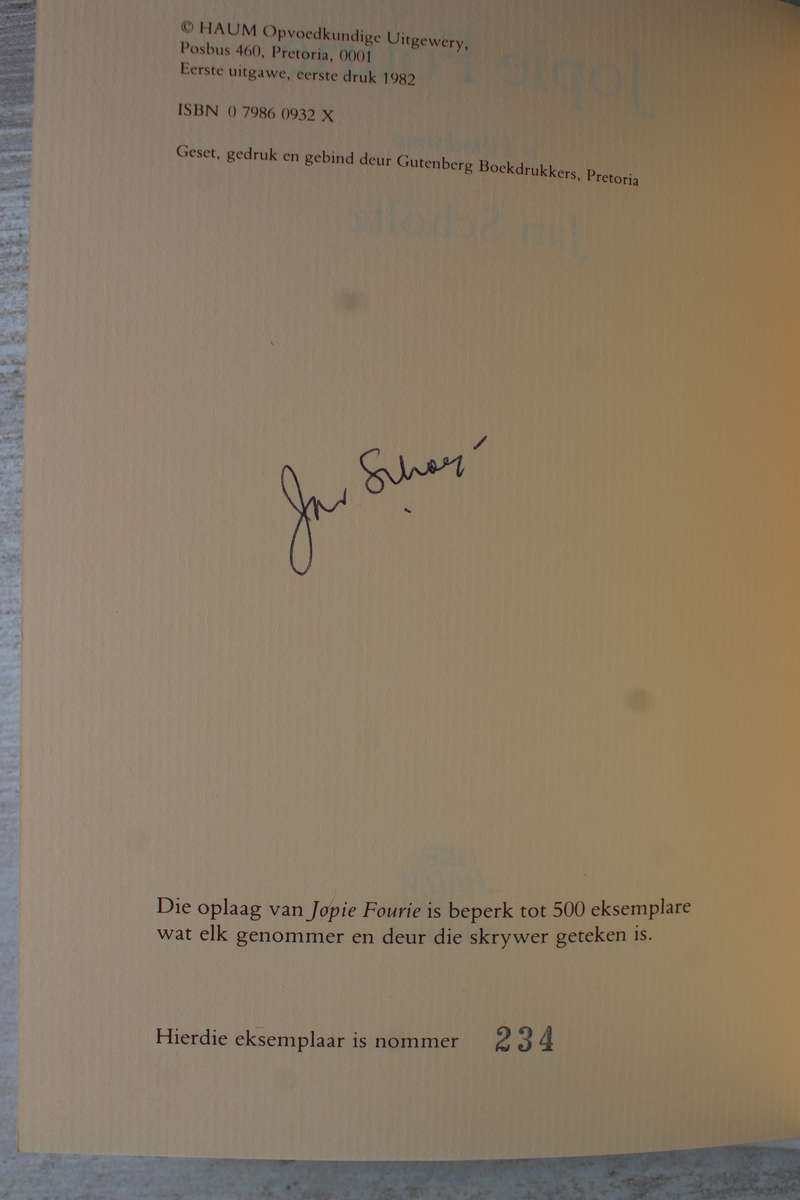 © HAUM Opvoedkundige Uitgewery,
Posbus 460, Pretoria, 0001
Eerste uitgawe, eerste druk 1982
ISBN 0 7986 0932 X
Geset, gedruk en gebind deur Gutenberg Boekdrukkers, Pretoria
Die oplaag van Jopie Fourie is beperk tot 500 eksemplare
wat elk genommer en deur die skrywer geteken is.
Hierdie eksemplaar is nommer 234